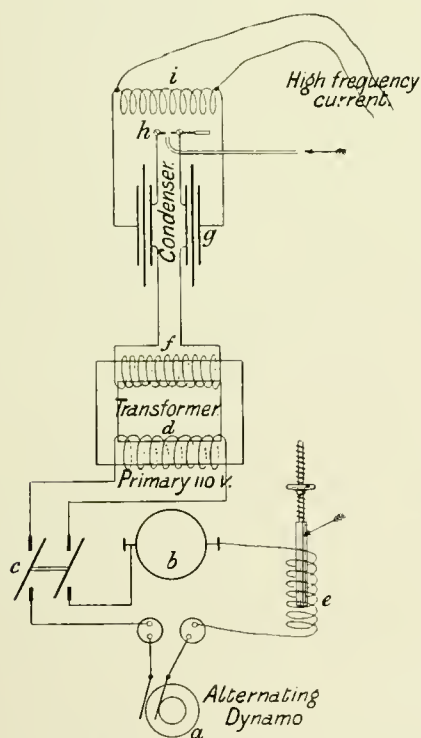 i
High frequency
current.
h
Condenser.
g
f
Transformer
d
Primary 110 v.
c
b
e
Alternating
Dynamo
a